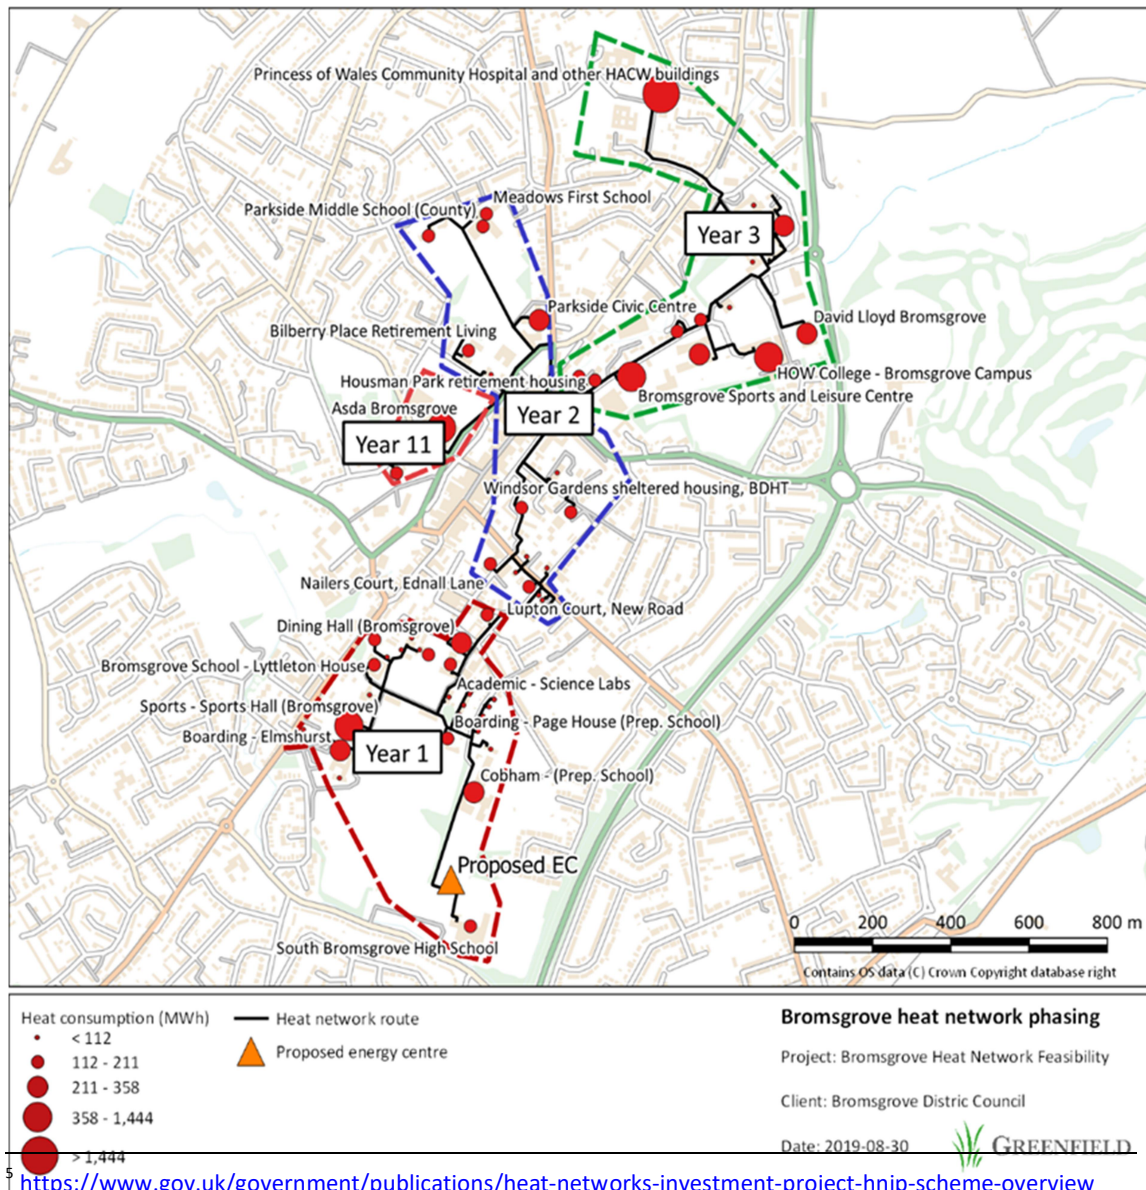 Princess of Wales Community Hospital and other HACW buildings
Meadows First School
Parkside Middle School (County)
Year 3
Parkside Civic Centre
David Lloyd Bromsgrove
Bilberry Place Retirement Living
HOW College - Bromsgrove Campus
Housman Park retirement housing
Bromsgrove Sports and Leisure Centre
Asda Bromsgrove
Year 2
Year 11
Windsor Gardens sheltered housing, BDHT
Nailers Court, Ednall Lane
Lupton Court, New Road
Dining Hall (Bromsgrove)
Bromsgrove School - Lyttleton House
Academic - Science Labs
Sports - Sports Hall (Bromsgrove)
Boarding - Page House (Prep. School)
Boarding - Elmshurst
Year 1
Cobham - (Prep. School)
Proposed EC
South Bromsgrove High School
0 200 400 600 800 m
Contains OS data (C) Crown Copyright database right
Heat consumption (MWh)
< 112
112 - 211
211 - 358
358 - 1,444
> 1,444
Heat network route
Proposed energy centre
Bromsgrove heat network phasing
Project: Bromsgrove Heat Network Feasibility
Client: Bromsgrove Distric Council
Date: 2019-08-30
GREENFIELD
5 https://www.gov.uk/government/publications/heat-networks-investment-project-hnip-scheme-overview